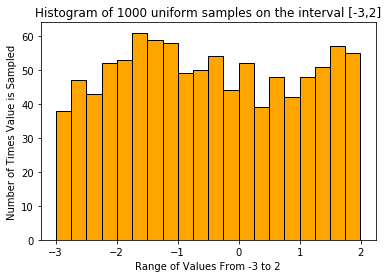 Histogram of 1000 uniform samples on the interval [-3,2]
60
50
40
30
20
10
0
Number of Times Value is Sampled
−3 −2 −1 0 1 2
Range of Values From -3 to 2